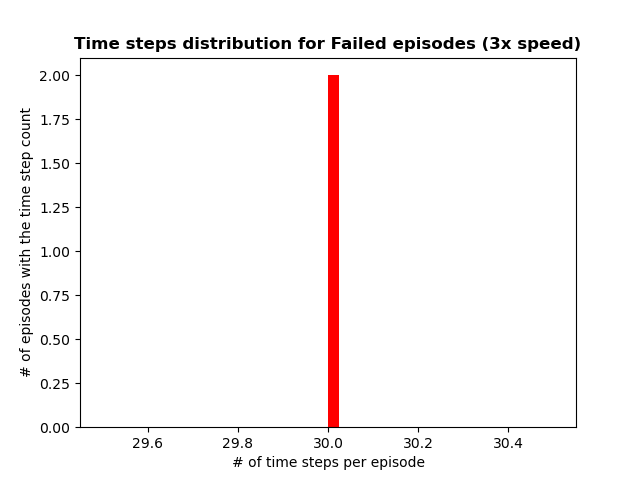 Time steps distribution for Failed episodes (3x speed)
2.00
1.75
1.50
1.25
1.00
0.75
0.50
0.25
0.00
# of episodes with the time step count
29.6 29.8 30.0 30.2 30.4
# of time steps per episode